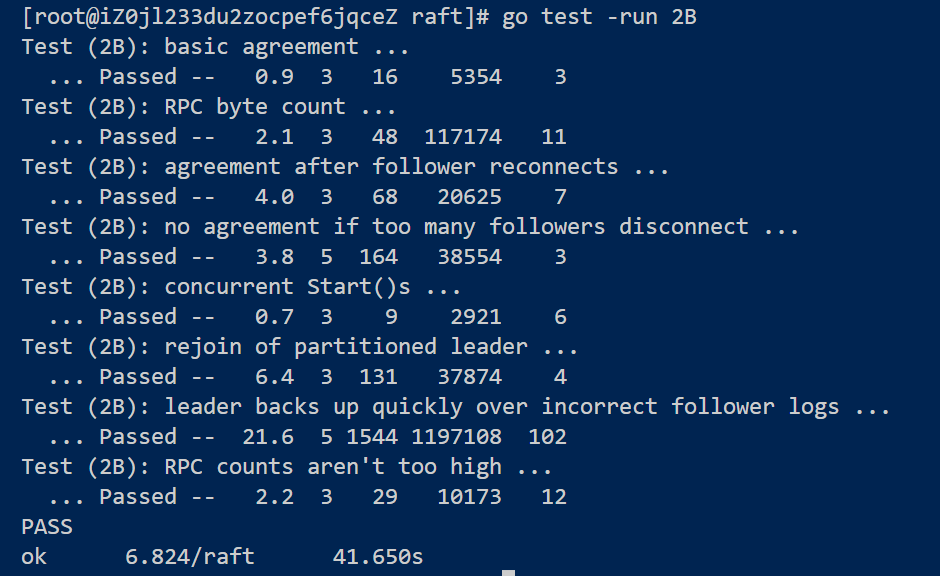 [root@iZ0jl233du2zocpef6jqceZ raft]# go test -run 2B
Test (2B): basic agreement ...
  ... Passed --   0.9  3   16    5354    3
Test (2B): RPC byte count ...
  ... Passed --   2.1  3   48  117174   11
Test (2B): agreement after follower reconnects ...
  ... Passed --   4.0  3   68   20625    7
Test (2B): no agreement if too many followers disconnect ...
  ... Passed --   3.8  5  164   38554    3
Test (2B): concurrent Start()s ...
  ... Passed --   0.7  3    9    2921    6
Test (2B): rejoin of partitioned leader ...
  ... Passed --   6.4  3  131   37874    4
Test (2B): leader backs up quickly over incorrect follower logs ...
  ... Passed --  21.6  5 1544 1197108  102
Test (2B): RPC counts aren't too high ...
  ... Passed --   2.2  3   29   10173   12
PASS
ok      6.824/raft      41.650s